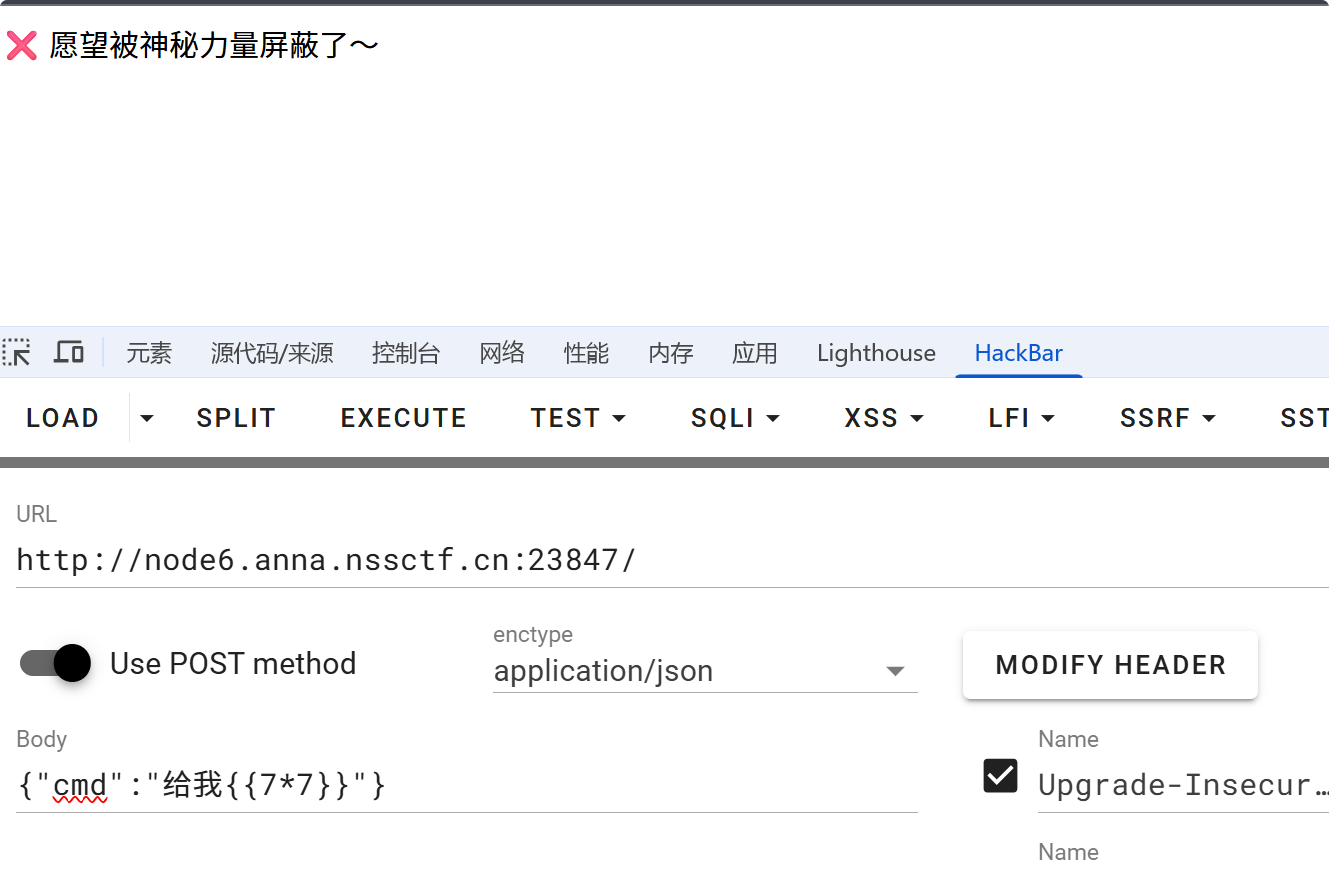 ❌ 愿望被神秘力量屏蔽了～
元素 源代码/来源 控制台 网络 性能 内存 应用 Lighthouse HackBar
LOAD SPLIT EXECUTE TEST SQLI XSS LFI SSRF SST
URL
http://node6.anna.nssctf.cn:23847/
Use POST method
enctype
application/json
MODIFY HEADER
Body
{"cmd":"给我{{7*7}}"}
Name
Upgrade-Insecur…
Name